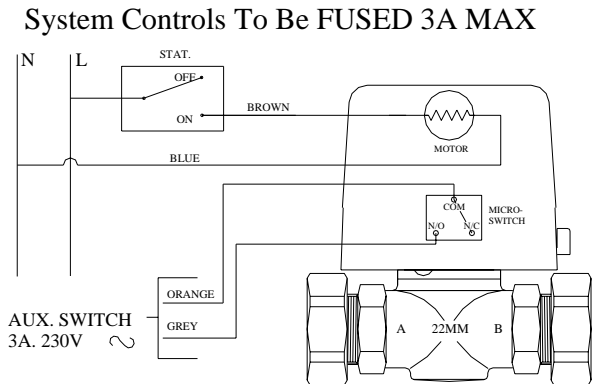 System Controls To Be FUSED 3A MAX
N
L
STAT.
OFF
ON
BROWN
BLUE
MOTOR
COM
N/O
N/C
MICRO-
SWITCH
ORANGE
GREY
AUX. SWITCH
3A. 230V
A
22MM
B